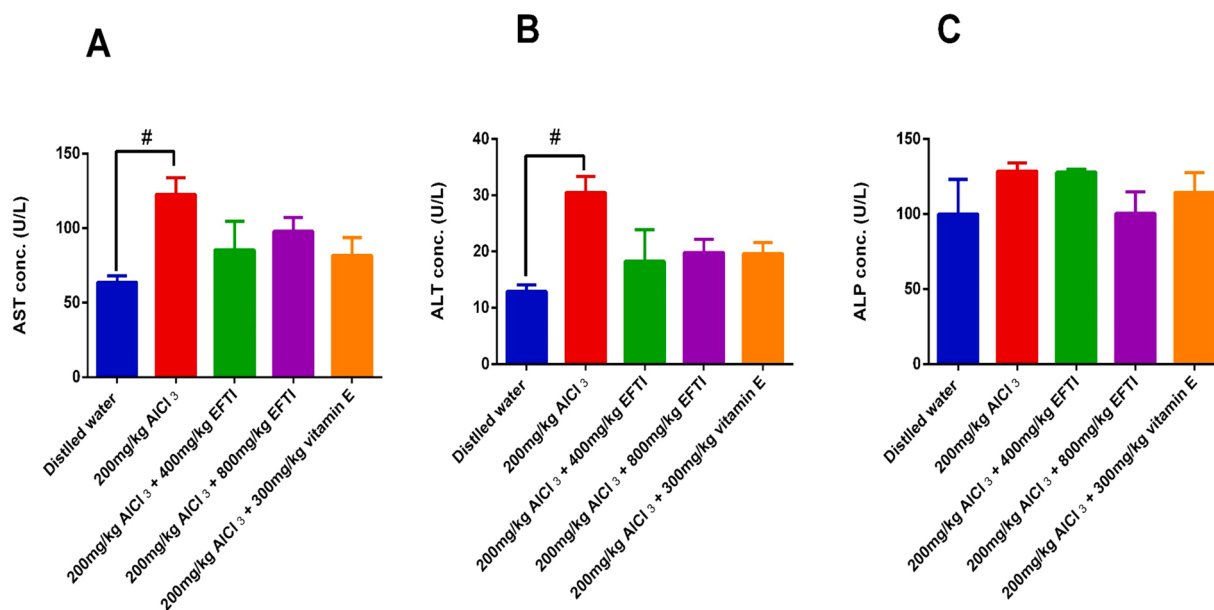 A
B
C
#
AST conc. (U/L)
150
100
50
0
Distlled water
200mg/kg AlCl 3
200mg/kg AlCl 3 + 400mg/kg EFTI
200mg/kg AlCl 3 + 800mg/kg EFTI
200mg/kg AlCl 3 + 300mg/kg vitamin E
#
ALT conc. (U/L)
40
30
20
10
0
Distlled water
200mg/kg AlCl 3
200mg/kg AlCl 3 + 400mg/kg EFTI
200mg/kg AlCl 3 + 800mg/kg EFTI
200mg/kg AlCl 3 + 300mg/kg vitamin E
ALP conc. (U/L)
150
100
50
0
Distlled water
200mg/kg AlCl 3
200mg/kg AlCl 3 + 400mg/kg EFTI
200mg/kg AlCl 3 + 800mg/kg EFTI
200mg/kg AlCl 3 + 300mg/kg vitamin E